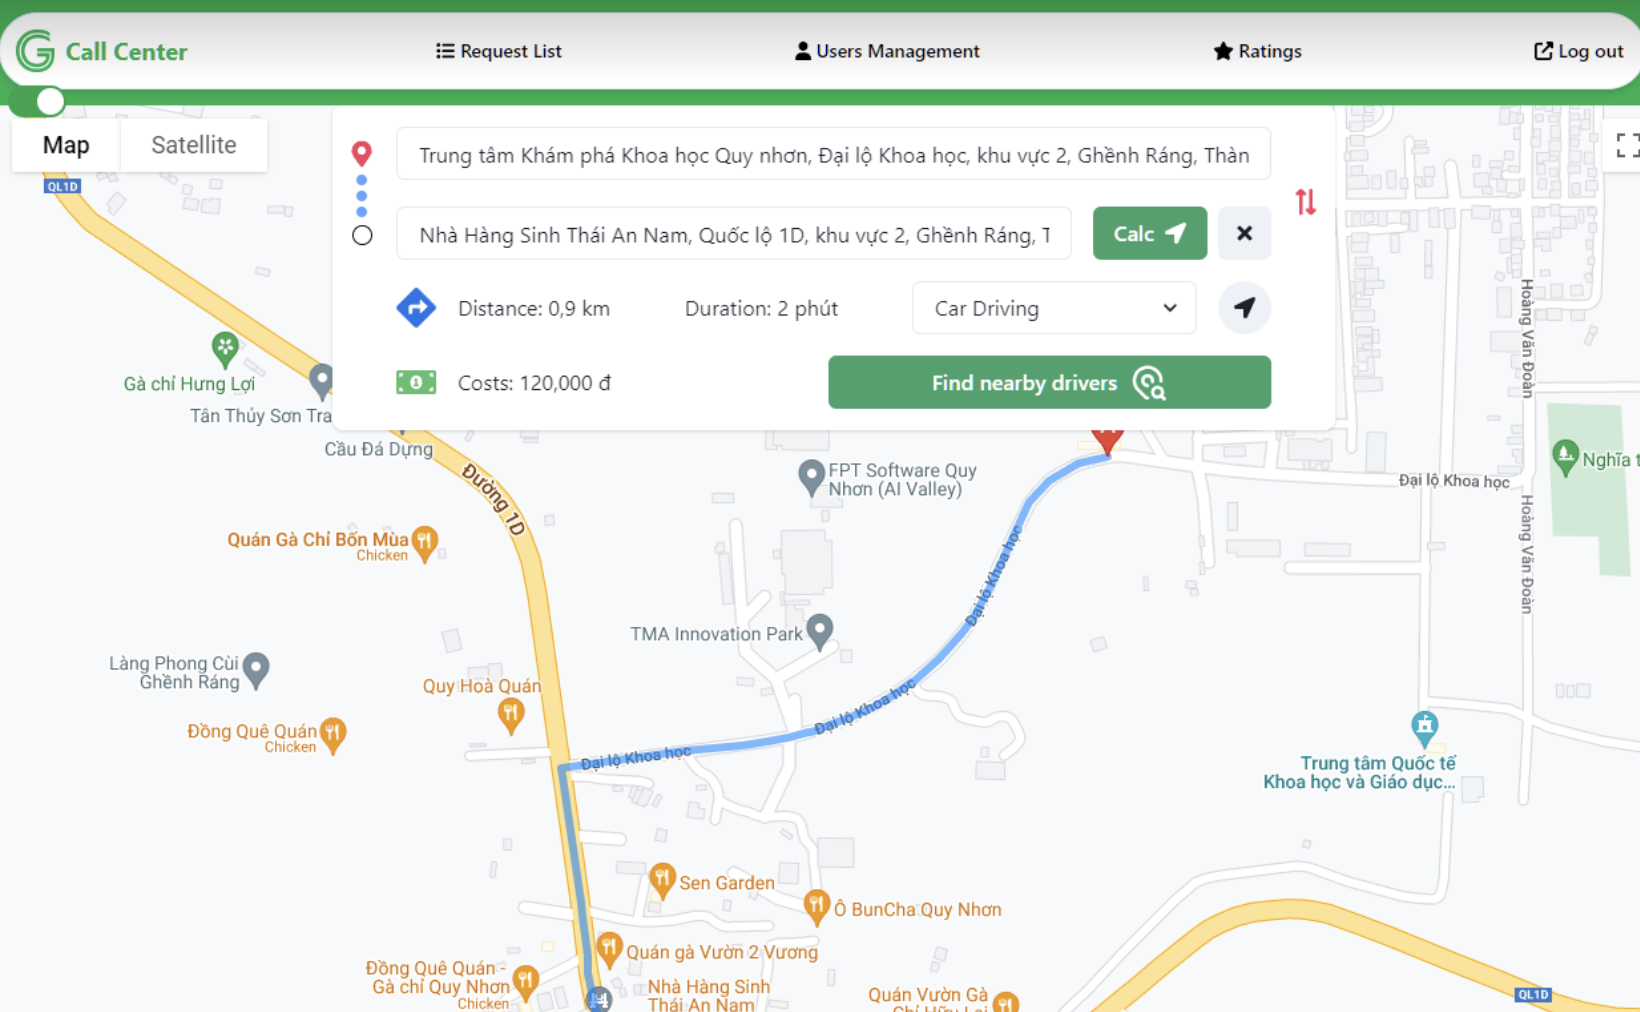 Call Center
Request List
Users Management
Ratings
Log out
Map
Satellite
Trung tâm Khám phá Khoa học Quy nhơn, Đại lộ Khoa học, khu vực 2, Ghềnh Ráng, Thàn
Nhà Hàng Sinh Thái An Nam, Quốc lộ 1D, khu vực 2, Ghềnh Ráng, T
Calc
Distance: 0,9 km
Duration: 2 phút
Car Driving
Costs: 120,000 đ
Find nearby drivers
QL1D
Gà chỉ Hưng Lợi
Tân Thủy Sơn Tra
Cầu Đá Dựng
Đường 1D
Hoàng Văn Đoàn
FPT Software Quy
Nhơn (AI Valley)
Đại lộ Khoa học
Nghĩa t
Quán Gà Chỉ Bốn Mùa
Chicken
Hoàng Văn Đoàn
Đại lộ Khoa học
TMA Innovation Park
Làng Phong Cùi
Ghềnh Ráng
Quy Hoà Quán
Đồng Quê Quán
Chicken
Đại lộ Khoa học
Đại lộ Khoa học
Trung tâm Quốc tế
Khoa học và Giáo dục...
Sen Garden
Ô BunCha Quy Nhơn
Quán gà Vườn 2 Vương
Đồng Quê Quán -
Gà chỉ Quy Nhơn
Chicken
Nhà Hàng Sinh
Thái An Nam
Quán Vườn Gà
Chỉ Hữu Lợi
QL1D